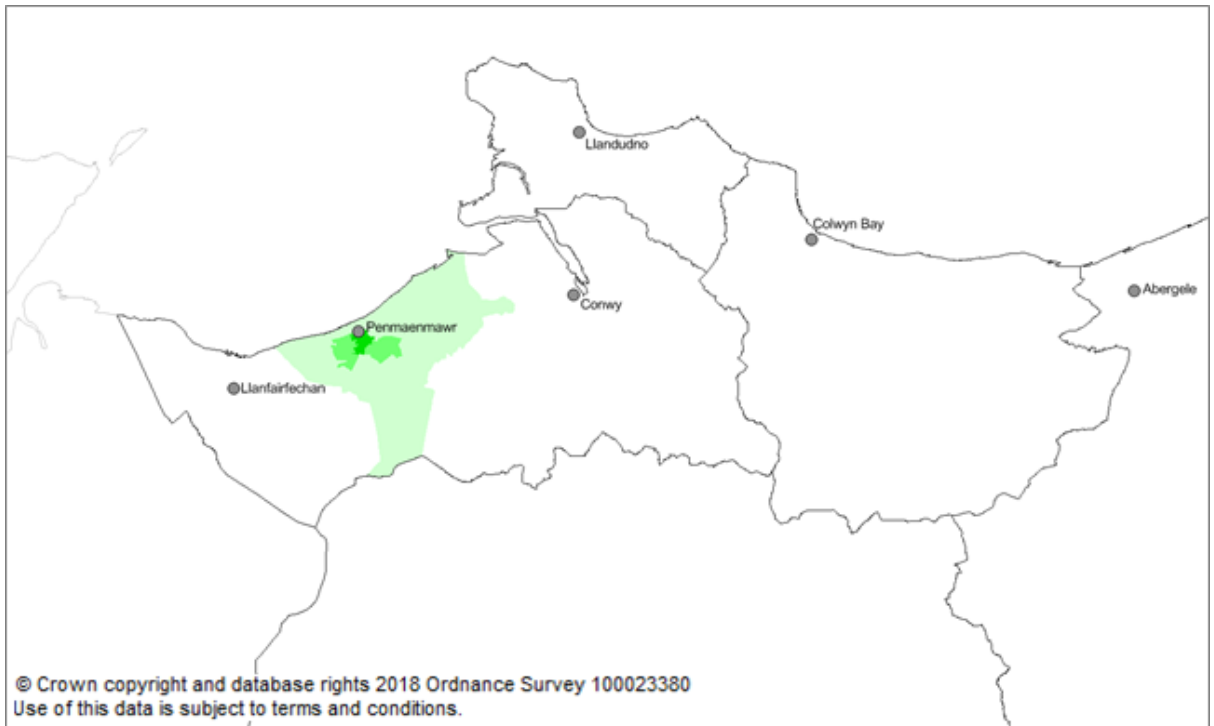 Llandudno
Colwyn Bay
Abergele
Conwy
Penmaenmawr
Llanfairfechan
© Crown copyright and database rights 2018 Ordnance Survey 100023380
Use of this data is subject to terms and conditions.